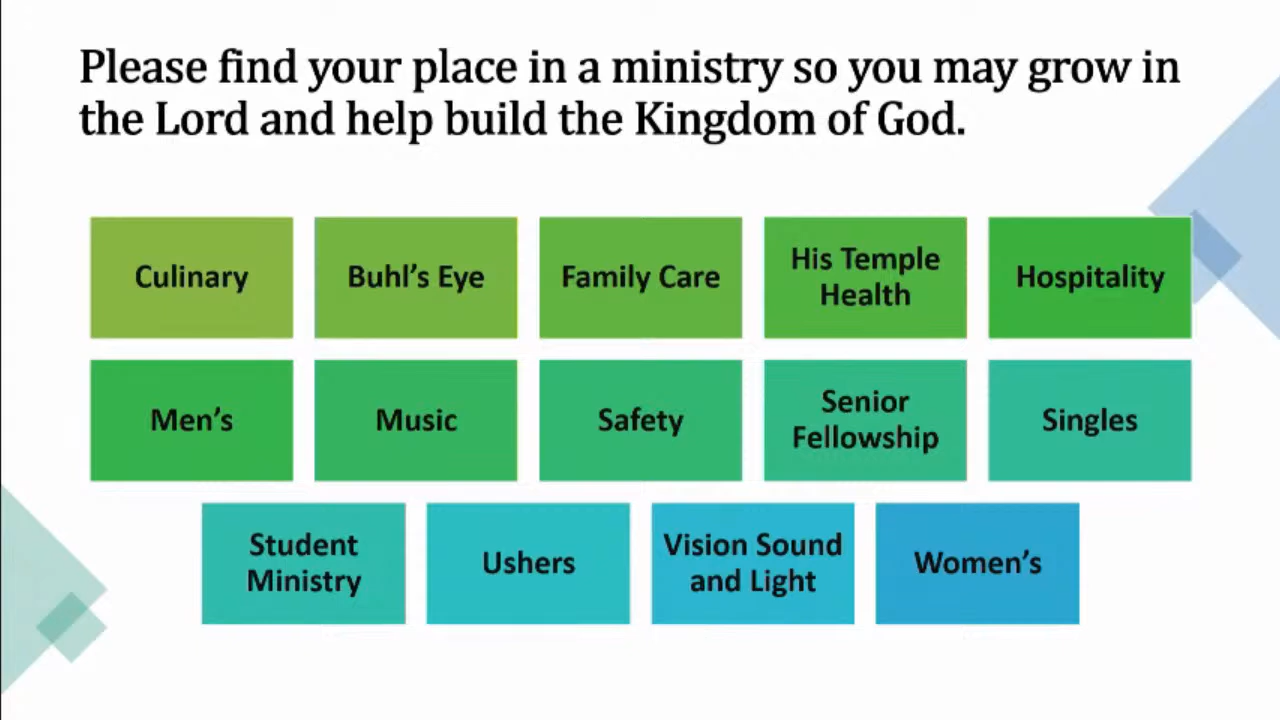 Please find your place in a ministry so you may grow in
the Lord and help build the Kingdom of God.
Culinary
Buhl's Eye
Family Care
His Temple
Health
Hospitality
Men's
Music
Safety
Senior
Fellowship
Singles
Student
Ministry
Ushers
Vision Sound
and Light
Women's